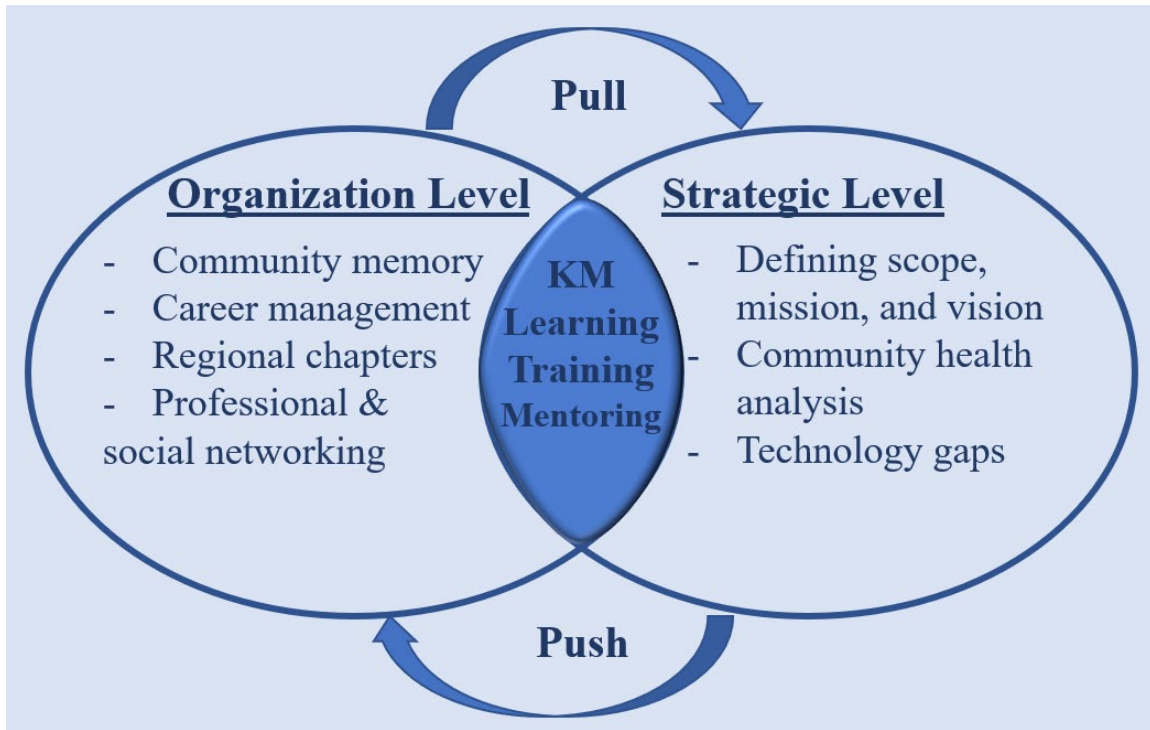 Pull
Organization Level
- Community memory
- Career management
- Regional chapters
- Professional &
social networking
KM
Learning
Training
Mentoring
Strategic Level
- Defining scope,
mission, and vision
- Community health
analysis
- Technology gaps
Push